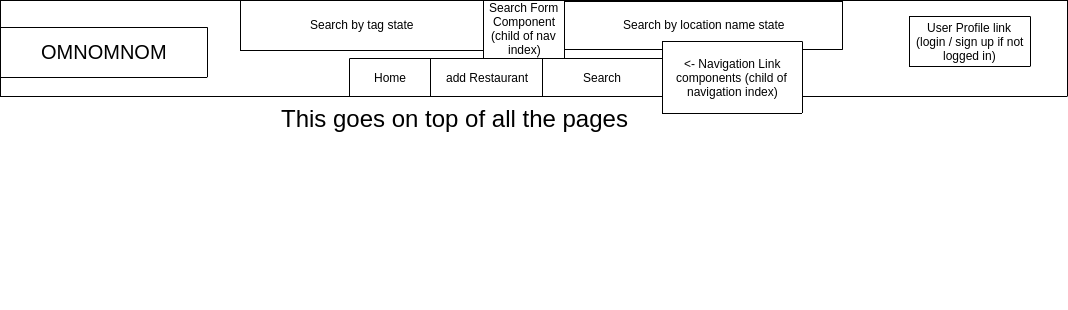 OMNOMNOM
Search by tag state
Search Form
Component
(child of nav
index)
Search by location name state
User Profile link
(login / sign up if not
logged in)
Home
add Restaurant
Search
<- Navigation Link
components (child of
navigation index)
This goes on top of all the pages